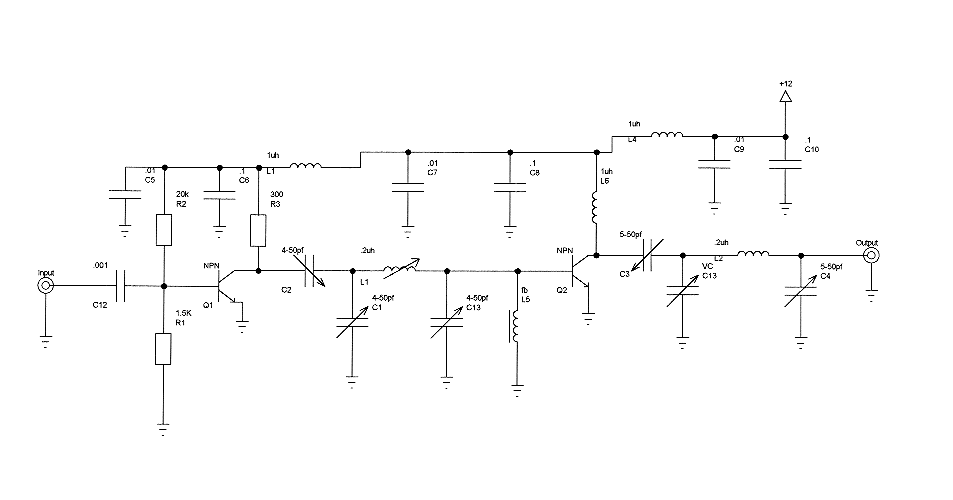 +12
1uh
L4
.01
C9
.1
C10
1uh
L1
.01
C5
.1
C6
.01
C7
.1
C8
1uh
L6
20k
R2
300
R3
Input
.001
C12
NPN
Q1
4-50pf
C2
.2uh
L1
4-50pf
C1
4-50pf
C13
fb
L5
NPN
Q2
5-50pf
C3
VC
C13
.2uh
L2
5-50pf
C4
Output
1.5K
R1